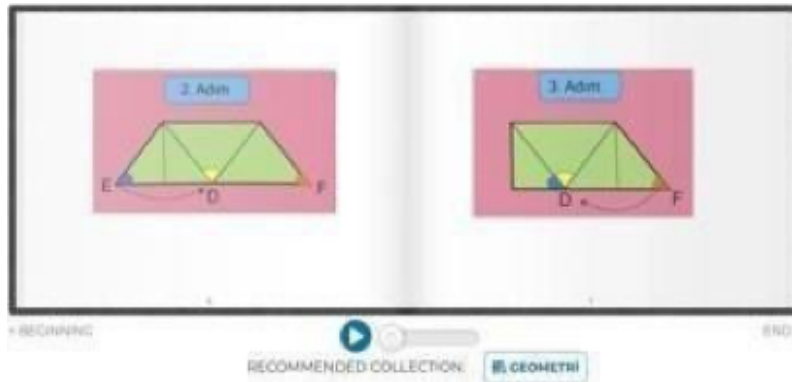 2. Adım
E
D
F
3. Adım
D
F
« BEGINNING
END
RECOMMENDED COLLECTION:
GEOMETRİ